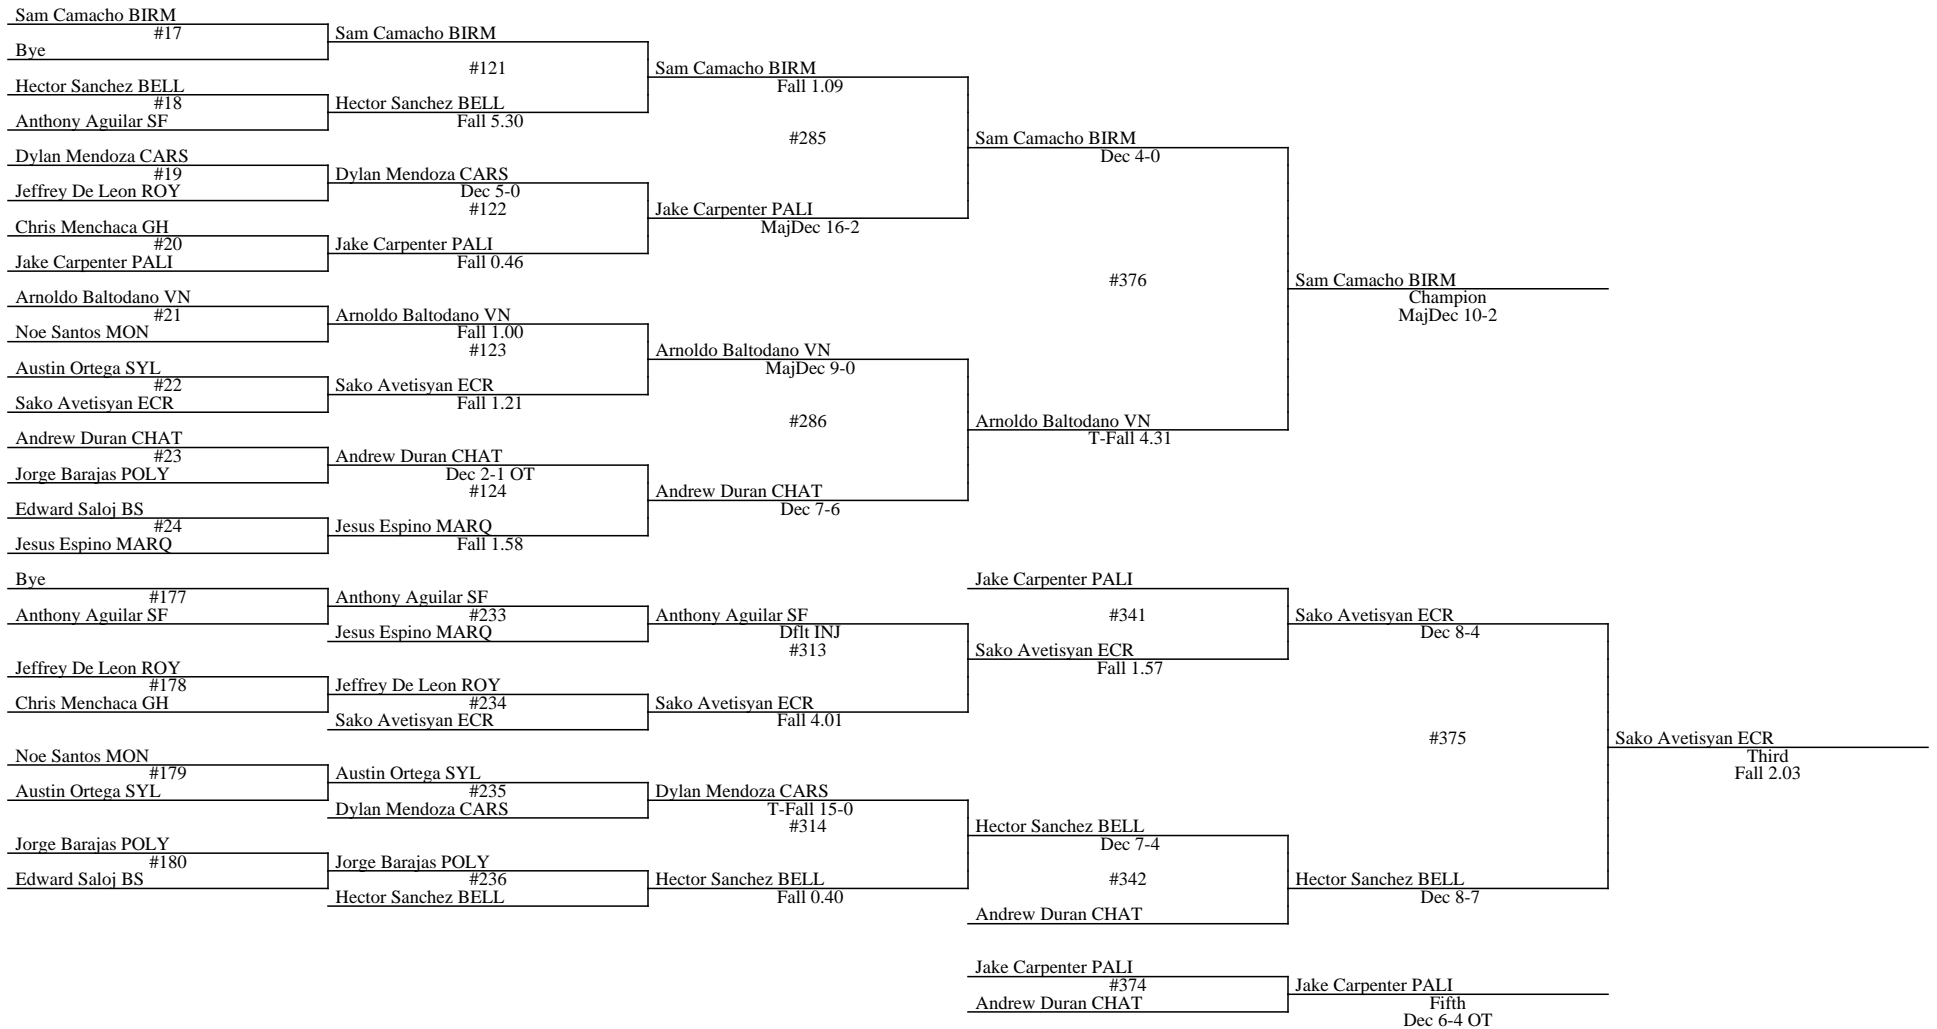 Sam Camacho BIRM
#17
Bye
Hector Sanchez BELL
#18
Anthony Aguilar SF
Dylan Mendoza CARS
#19
Jeffrey De Leon ROY
Chris Menchaca GH
#20
Jake Carpenter PALI
Arnoldo Baltodano VN
#21
Noe Santos MON
Austin Ortega SYL
#22
Sako Avetisyan ECR
Andrew Duran CHAT
#23
Jorge Barajas POLY
Edward Saloj BS
#24
Jesus Espino MARQ
Sam Camacho BIRM
#121
Hector Sanchez BELL
Fall 5.30
Dylan Mendoza CARS
Dec 5-0
#122
Jake Carpenter PALI
Fall 0.46
Arnoldo Baltodano VN
Fall 1.00
#123
Sako Avetisyan ECR
Fall 1.21
Andrew Duran CHAT
Dec 2-1 OT
#124
Jesus Espino MARQ
Fall 1.58
Sam Camacho BIRM
Fall 1.09
#285
Jake Carpenter PALI
MajDec 16-2
Arnoldo Baltodano VN
MajDec 9-0
#286
Andrew Duran CHAT
Dec 7-6
Sam Camacho BIRM
Dec 4-0
#376
Arnoldo Baltodano VN
T-Fall 4.31
Sam Camacho BIRM
Champion
MajDec 10-2
Bye
#177
Anthony Aguilar SF
Jeffrey De Leon ROY
#178
Chris Menchaca GH
Noe Santos MON
#179
Austin Ortega SYL
Jorge Barajas POLY
#180
Edward Saloj BS
Anthony Aguilar SF
#233
Jesus Espino MARQ
Jeffrey De Leon ROY
#234
Sako Avetisyan ECR
Austin Ortega SYL
#235
Dylan Mendoza CARS
Jorge Barajas POLY
#236
Hector Sanchez BELL
Anthony Aguilar SF
Dflt INJ
#313
Sako Avetisyan ECR
Fall 4.01
Dylan Mendoza CARS
T-Fall 15-0
#314
Hector Sanchez BELL
Fall 0.40
Jake Carpenter PALI
#341
Sako Avetisyan ECR
Fall 1.57
Hector Sanchez BELL
Dec 7-4
#342
Andrew Duran CHAT
Sako Avetisyan ECR
Dec 8-4
#375
Hector Sanchez BELL
Dec 8-7
Sako Avetisyan ECR
Third
Fall 2.03
Jake Carpenter PALI
#374
Andrew Duran CHAT
Jake Carpenter PALI
Fifth
Dec 6-4 OT